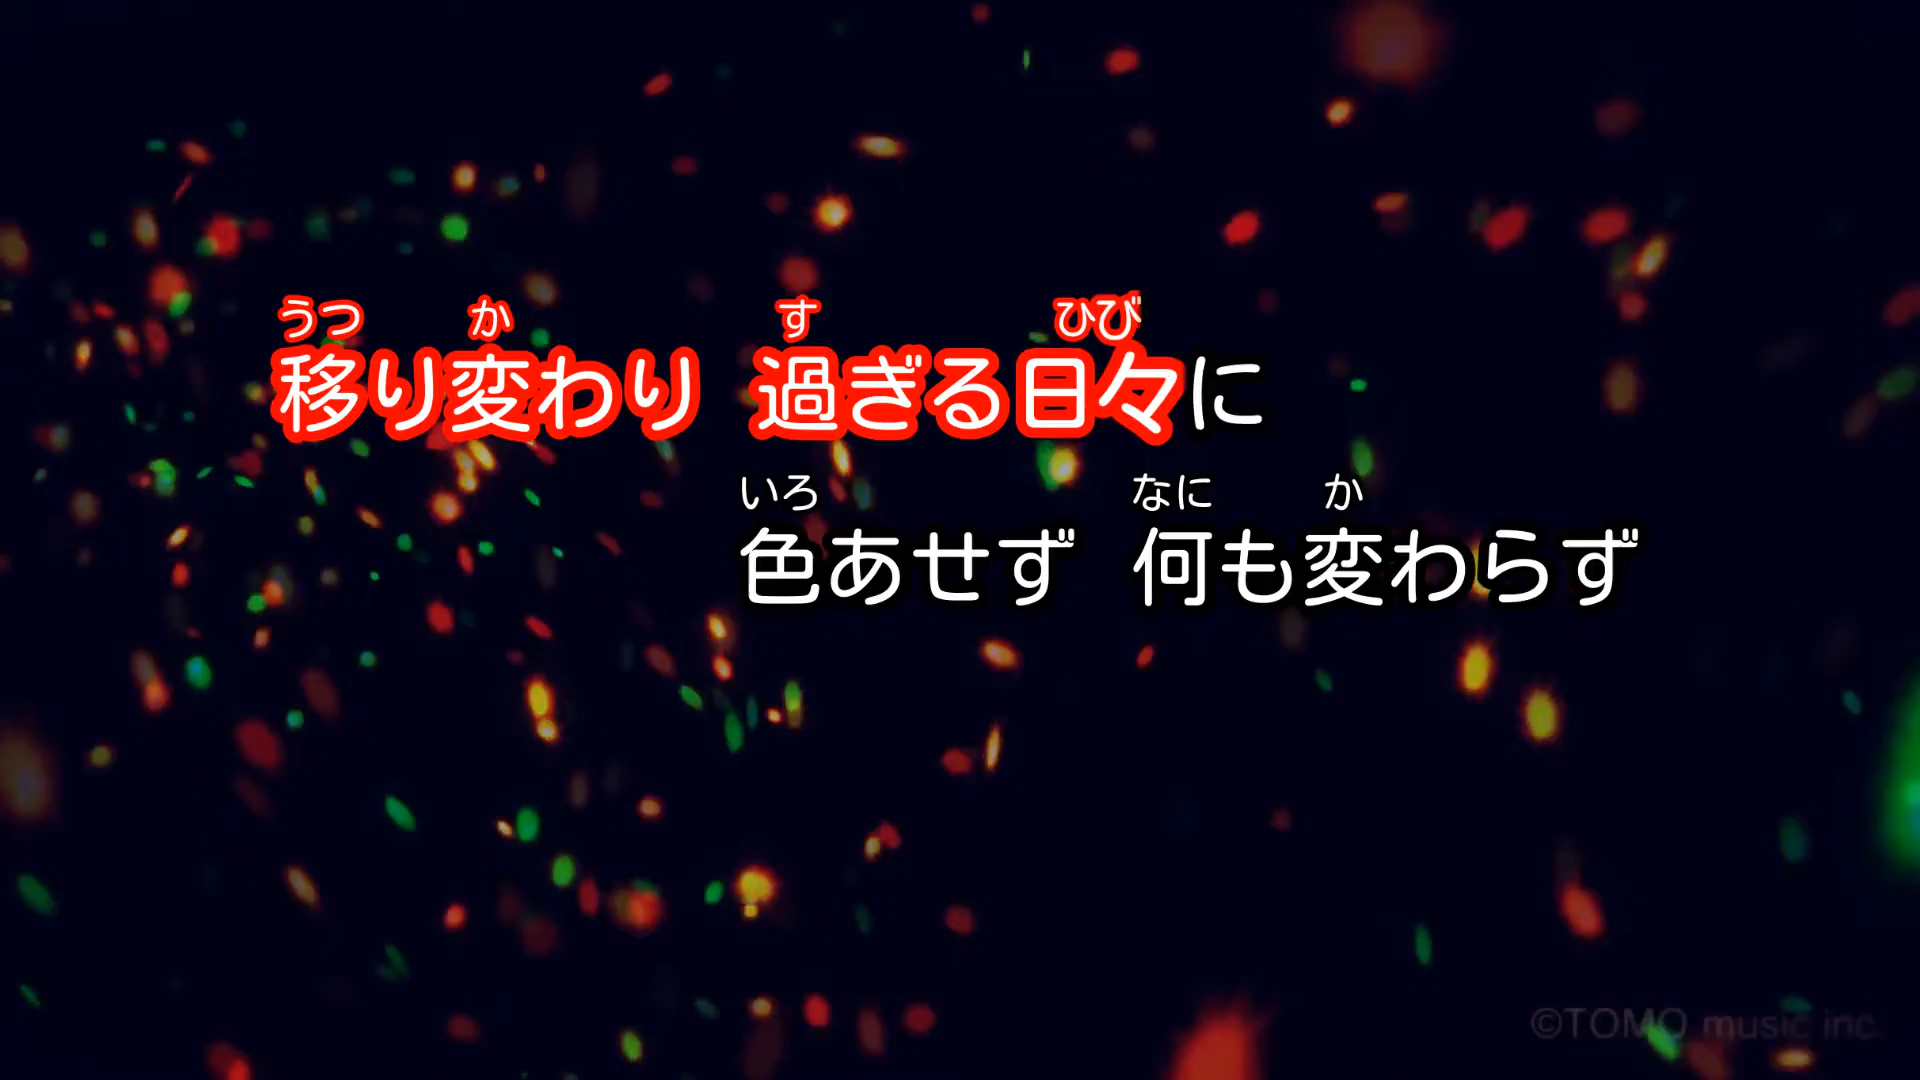 うつ か す ひび
移り変わり 過ぎる日々に
いろ なに か
色あせず 何も変わらず
©TOMO music inc.